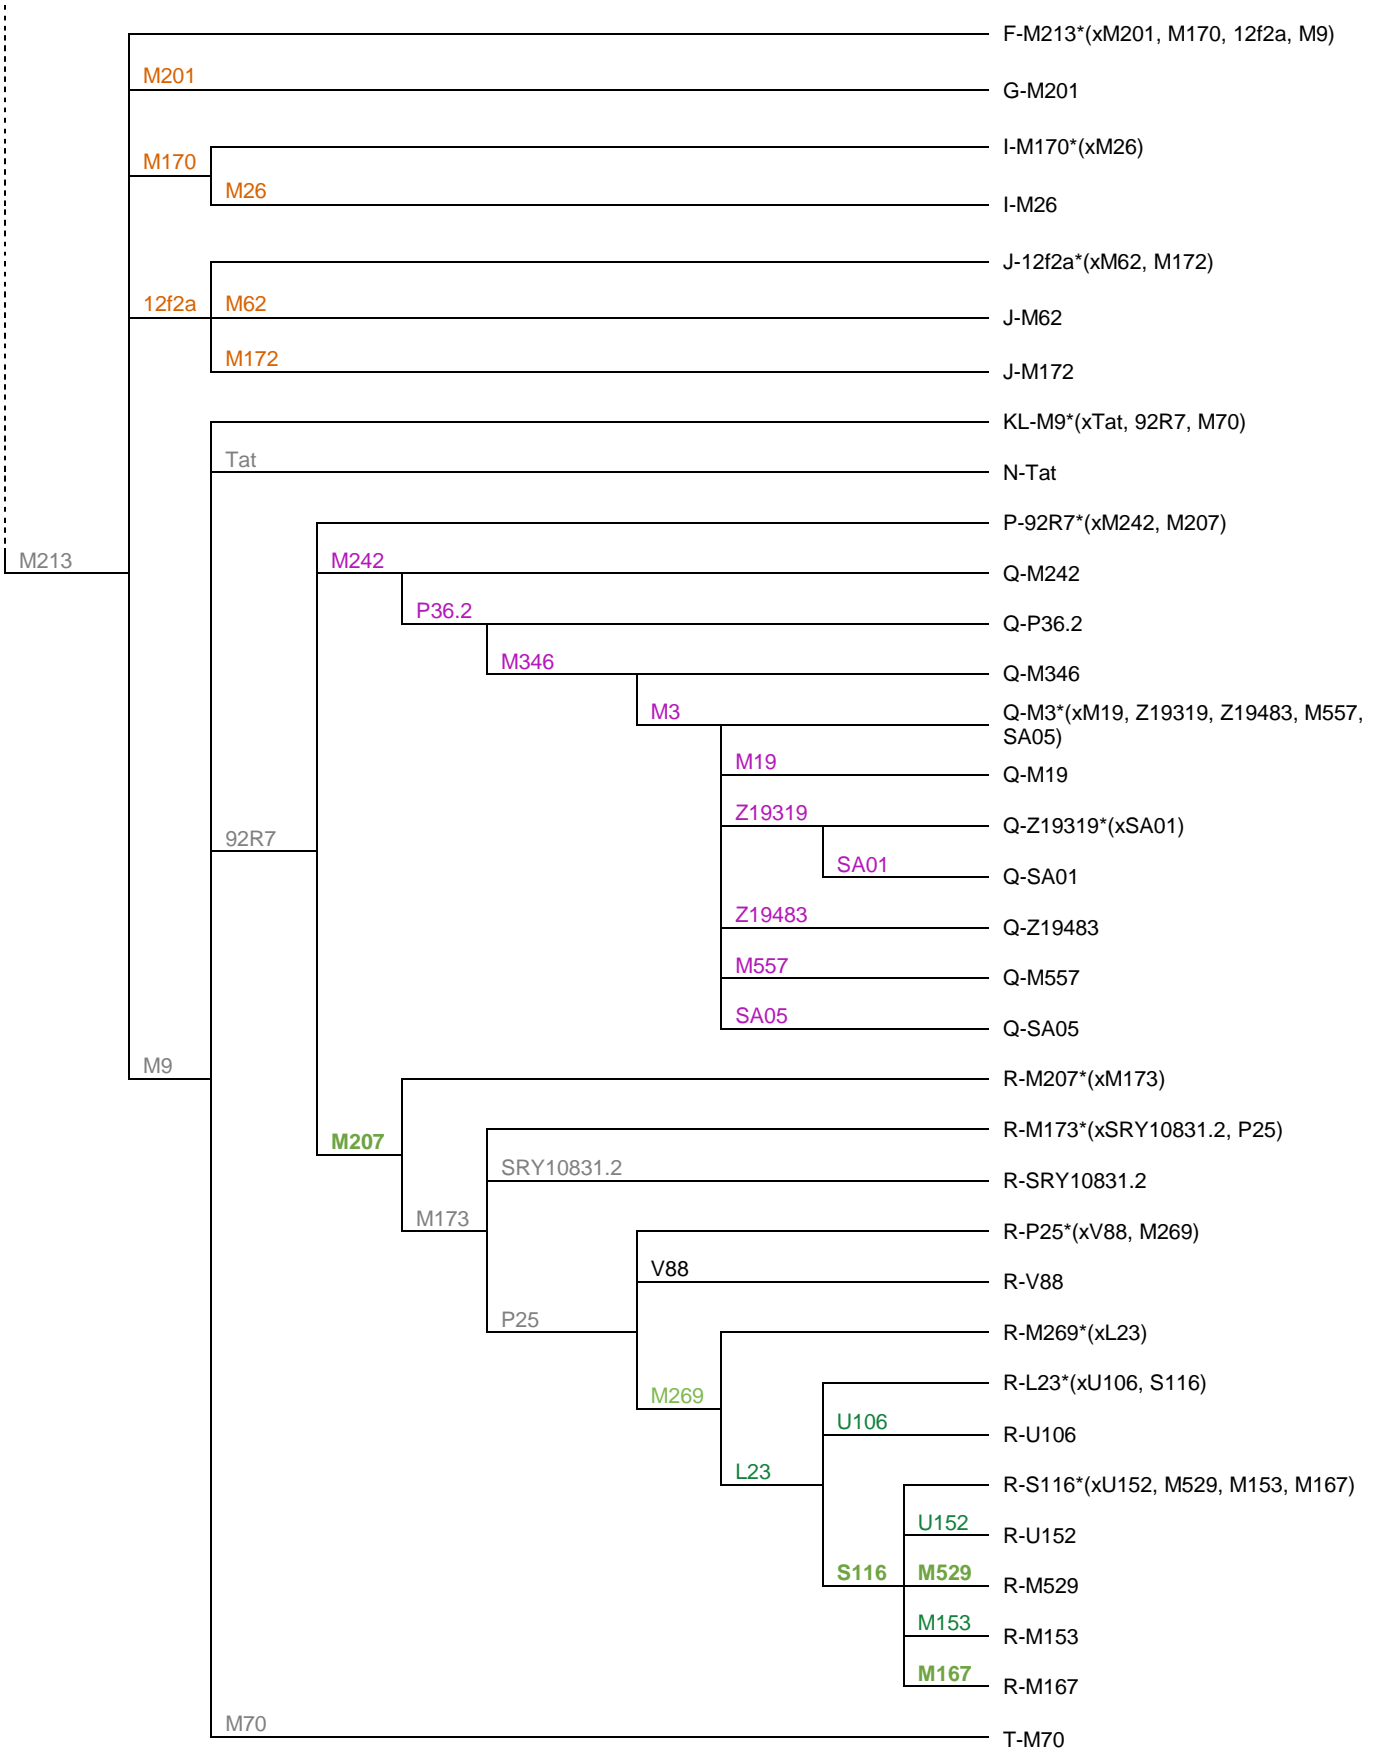 F-M213*(xM201, M170, 12f2a, M9)
M201
G-M201
I-M170*(xM26)
M170
M26
I-M26
J-12f2a*(xM62, M172)
12f2a
M62
J-M62
M172
J-M172
KL-M9*(xTat, 92R7, M70)
Tat
N-Tat
P-92R7*(xM242, M207)
M213
M242
Q-M242
P36.2
Q-P36.2
M346
Q-M346
M3
Q-M3*(xM19, Z19319, Z19483, M557,
SA05)
M19
Q-M19
Z19319
Q-Z19319*(xSA01)
92R7
SA01
Q-SA01
Z19483
Q-Z19483
M557
Q-M557
SA05
Q-SA05
M9
R-M207*(xM173)
R-M173*(xSRY10831.2, P25)
M207
SRY10831.2
R-SRY10831.2
M173
R-P25*(xV88, M269)
V88
R-V88
P25
R-M269*(xL23)
R-L23*(xU106, S116)
M269
U106
R-U106
L23
R-S116*(xU152, M529, M153, M167)
U152
R-U152
S116
M529
R-M529
M153
R-M153
M167
R-M167
M70
T-M70